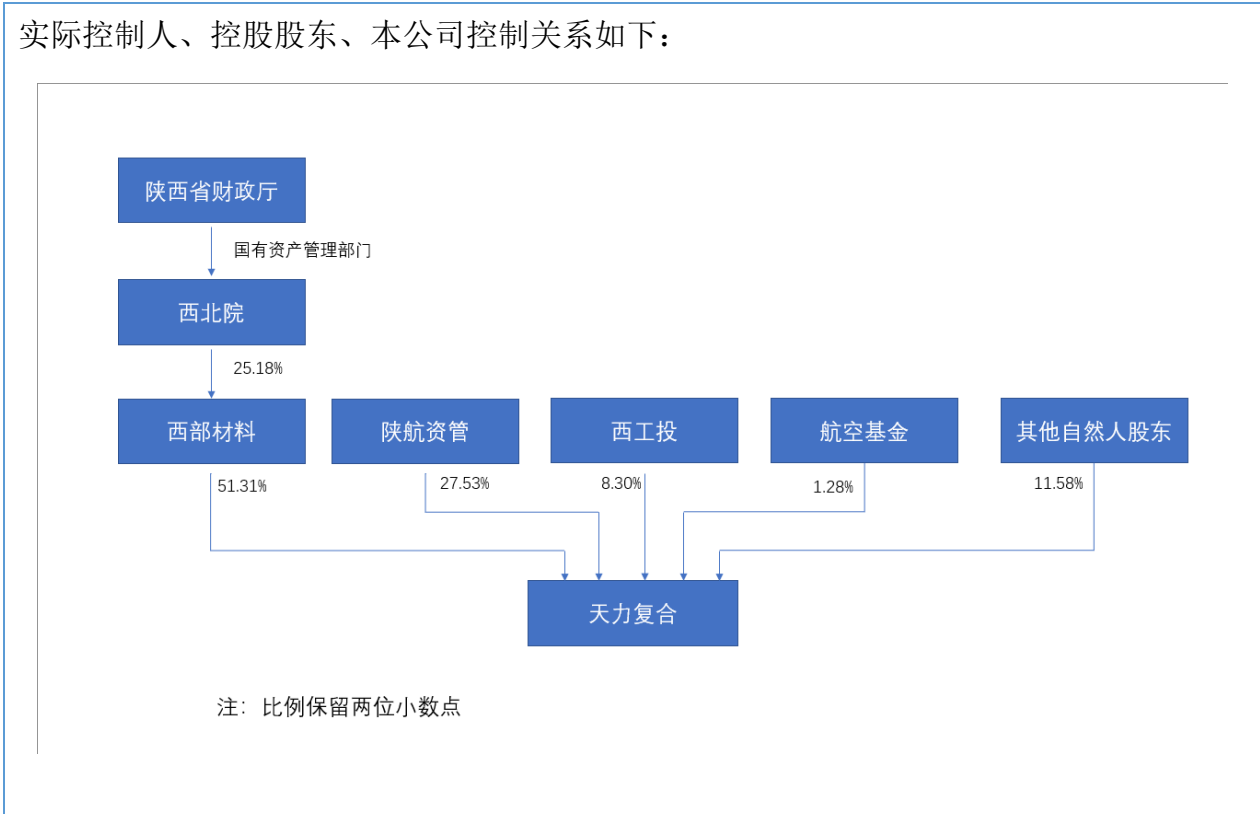 实际控制人、控股股东、本公司控制关系如下：
陕西省财政厅
国有资产管理部门
西北院
25.18%
西部材料
陕航资管
西工投
航空基金
其他自然人股东
51.31%
27.53%
8.30%
1.28%
11.58%
天力复合
注：比例保留两位小数点